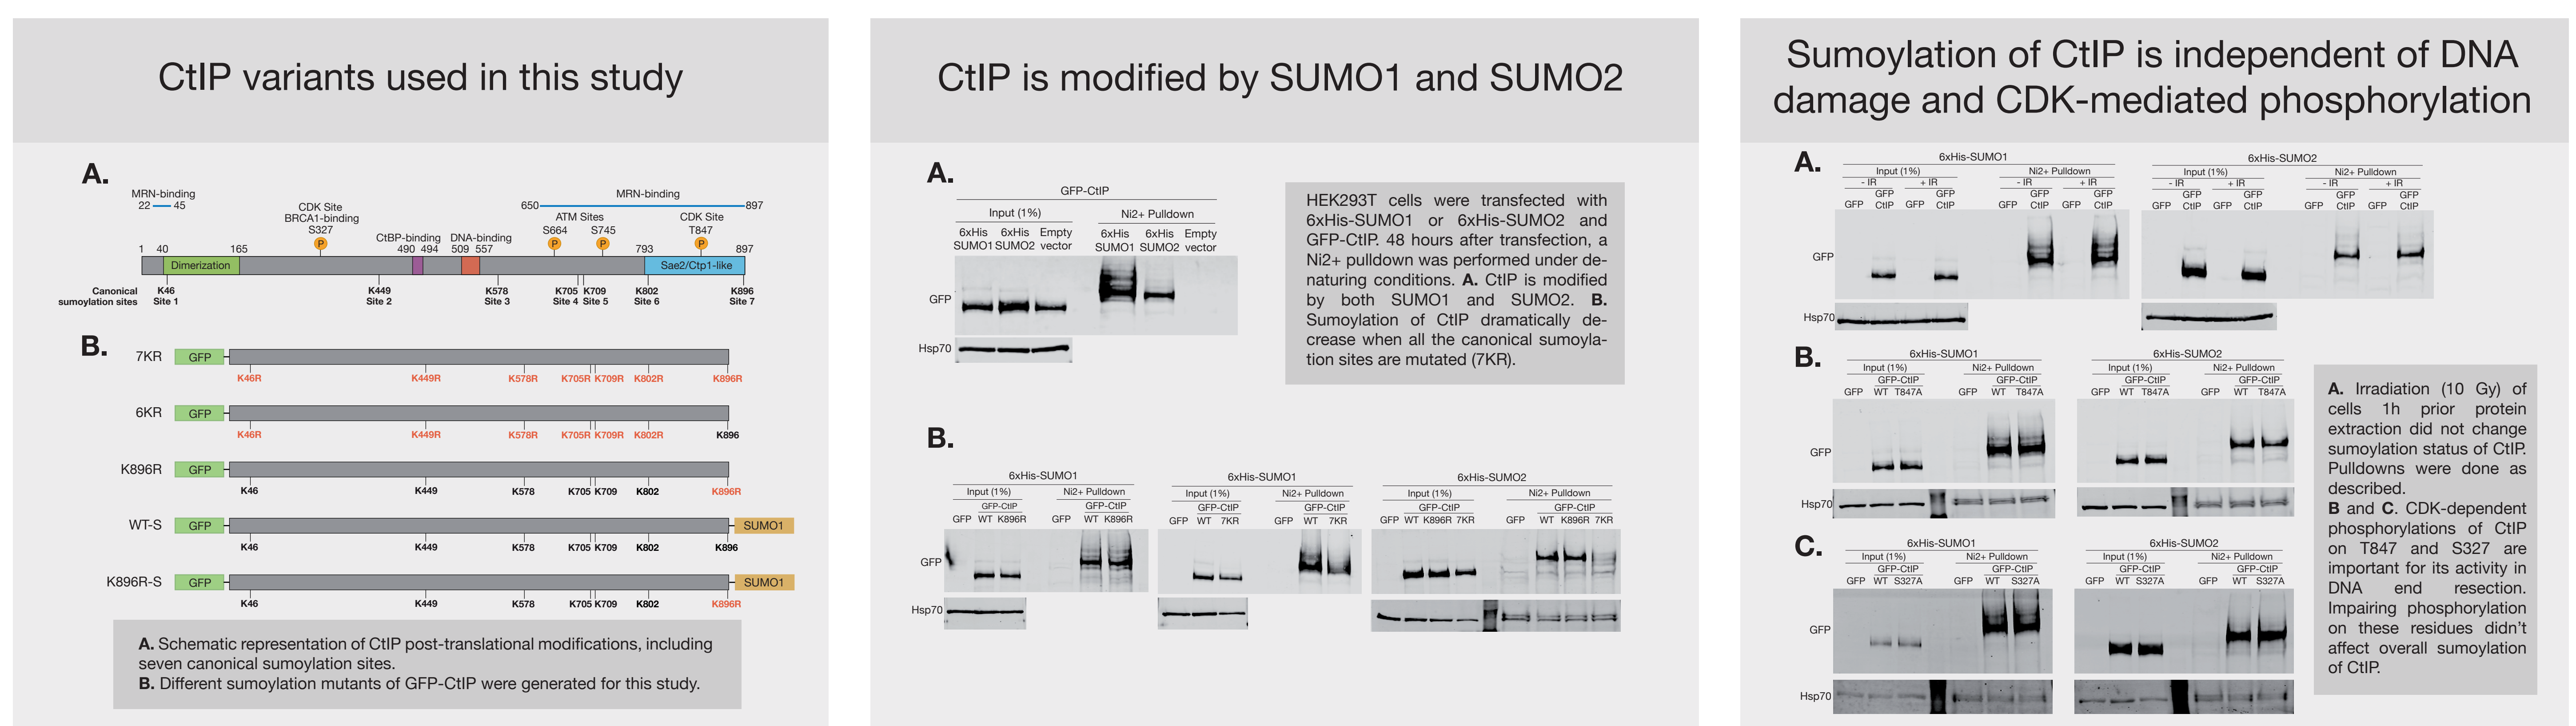 CtIP variants used in this study
A.
MRN-binding
22 45
MRN-binding
650 897
CDK Site
BRCA1-binding
S327
P
ATM Sites
S664 S745
P P
CDK Site
T847
P
CtBP-binding
490 494
DNA-binding
509 557
1 40 165 793 897
Dimerization
Sae2/Ctp1-like
Canonical
sumoylation sites
K46 K449 K578 K705 K709 K802 K896
Site 1 Site 2 Site 3 Site 4 Site 5 Site 6 Site 7
B.
7KR GFP
K46R K449R K578R K705R K709R K802R K896R
6KR GFP
K46R K449R K578R K705R K709R K802R K896
K896R GFP
K46 K449 K578 K705 K709 K802 K896R
WT-S GFP SUMO1
K46 K449 K578 K705 K709 K802 K896
K896R-S GFP SUMO1
K46 K449 K578 K705 K709 K802 K896R
A. Schematic representation of CtIP post-translational modifications, including
seven canonical sumoylation sites.
B. Different sumoylation mutants of GFP-CtIP were generated for this study.
CtIP is modified by SUMO1 and SUMO2
A.
GFP-CtIP
Input (1%) Ni2+ Pulldown
6xHis 6xHis Empty 6xHis 6xHis Empty
SUMO1 SUMO2 vector SUMO1 SUMO2 vector
GFP
Hsp70
HEK293T cells were transfected with
6xHis-SUMO1 or 6xHis-SUMO2 and
GFP-CtIP. 48 hours after transfection, a
Ni2+ pulldown was performed under de-
naturing conditions. A. CtIP is modified
by both SUMO1 and SUMO2. B.
Sumoylation of CtIP dramatically de-
crease when all the canonical sumoyla-
tion sites are mutated (7KR).
B.
6xHis-SUMO1 6xHis-SUMO1 6xHis-SUMO2
Input (1%) Ni2+ Pulldown Input (1%) Ni2+ Pulldown Input (1%) Ni2+ Pulldown
GFP-CtIP GFP-CtIP GFP-CtIP GFP-CtIP GFP-CtIP GFP-CtIP
GFP WT K896R GFP WT K896R GFP WT 7KR GFP WT 7KR GFP WT K896R 7KR GFP WT K896R 7KR
GFP
Hsp70
Sumoylation of CtIP is independent of DNA
damage and CDK-mediated phosphorylation
A.
6xHis-SUMO1 6xHis-SUMO2
Input (1%) Ni2+ Pulldown Input (1%) Ni2+ Pulldown
- IR + IR - IR + IR - IR + IR - IR + IR
GFP GFP GFP GFP GFP GFP GFP GFP
GFP CtIP GFP CtIP GFP CtIP GFP CtIP GFP CtIP GFP CtIP GFP CtIP GFP CtIP
GFP
Hsp70
B.
6xHis-SUMO1 6xHis-SUMO2
Input (1%) Ni2+ Pulldown Input (1%) Ni2+ Pulldown
GFP-CtIP GFP-CtIP GFP-CtIP GFP-CtIP
GFP WT T847A GFP WT T847A GFP WT T847A GFP WT T847A
GFP
Hsp70
C.
6xHis-SUMO1 6xHis-SUMO2
Input (1%) Ni2+ Pulldown Input (1%) Ni2+ Pulldown
GFP-CtIP GFP-CtIP GFP-CtIP GFP-CtIP
GFP WT S327A GFP WT S327A GFP WT S327A GFP WT S327A
GFP
Hsp70
A. Irradiation (10 Gy) of
cells 1h prior protein
extraction did not change
sumoylation status of CtIP.
Pulldowns were done as
described.
B and C. CDK-dependent
phosphorylations of CtIP
on T847 and S327 are
important for its activity in
DNA end resection.
Impairing phosphorylation
on these residues didn't
affect overall sumoylation
of CtIP.